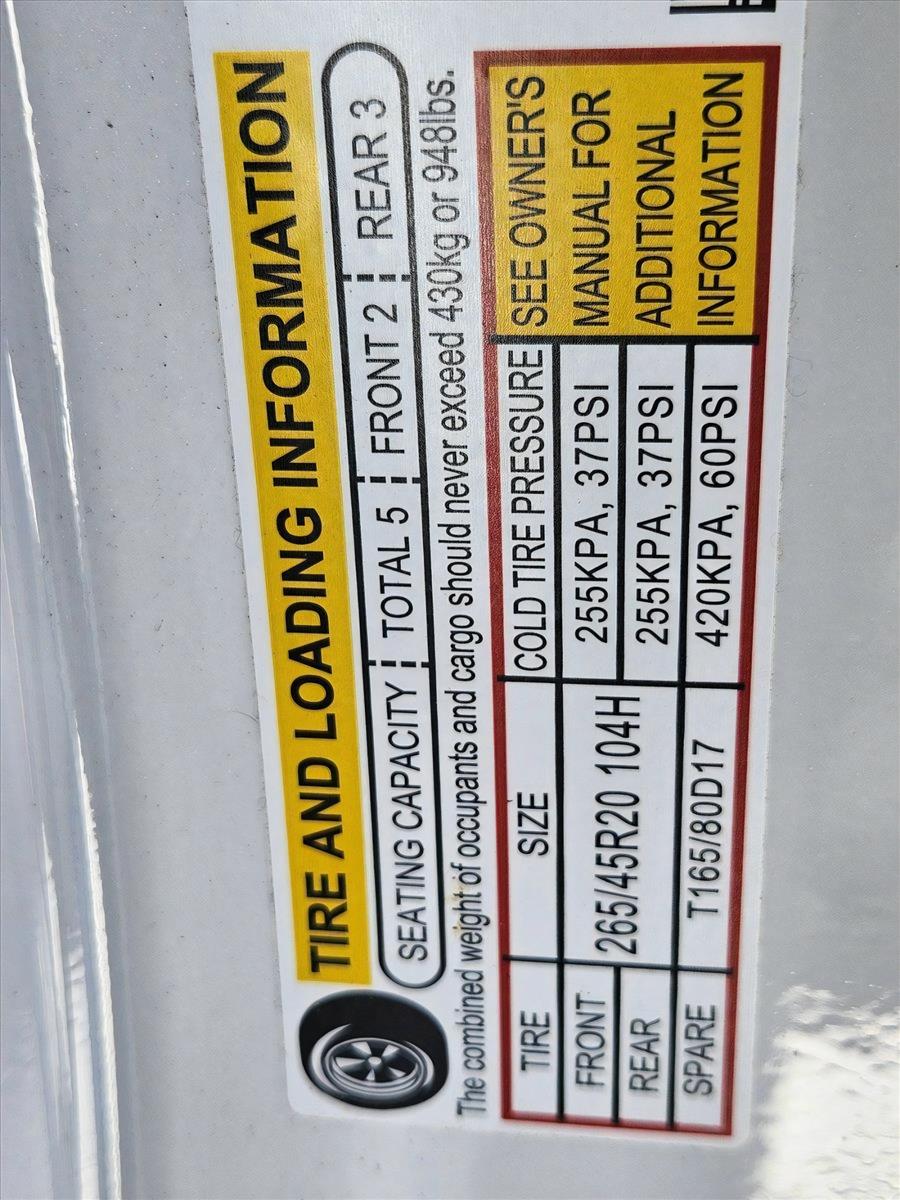 TIRE AND LOADING INFORMATION
SEATING CAPACITY TOTAL 5 FRONT 2 REAR 3
The combined weight of occupants and cargo should never exceed 430kg or 948lbs.
TIRE SIZE COLD TIRE PRESSURE SEE OWNER'S
FRONT 265/45R20 104H 255KPA, 37PSI MANUAL FOR
REAR 255KPA, 37PSI ADDITIONAL
SPARE T165/80D17 420KPA, 60PSI INFORMATION